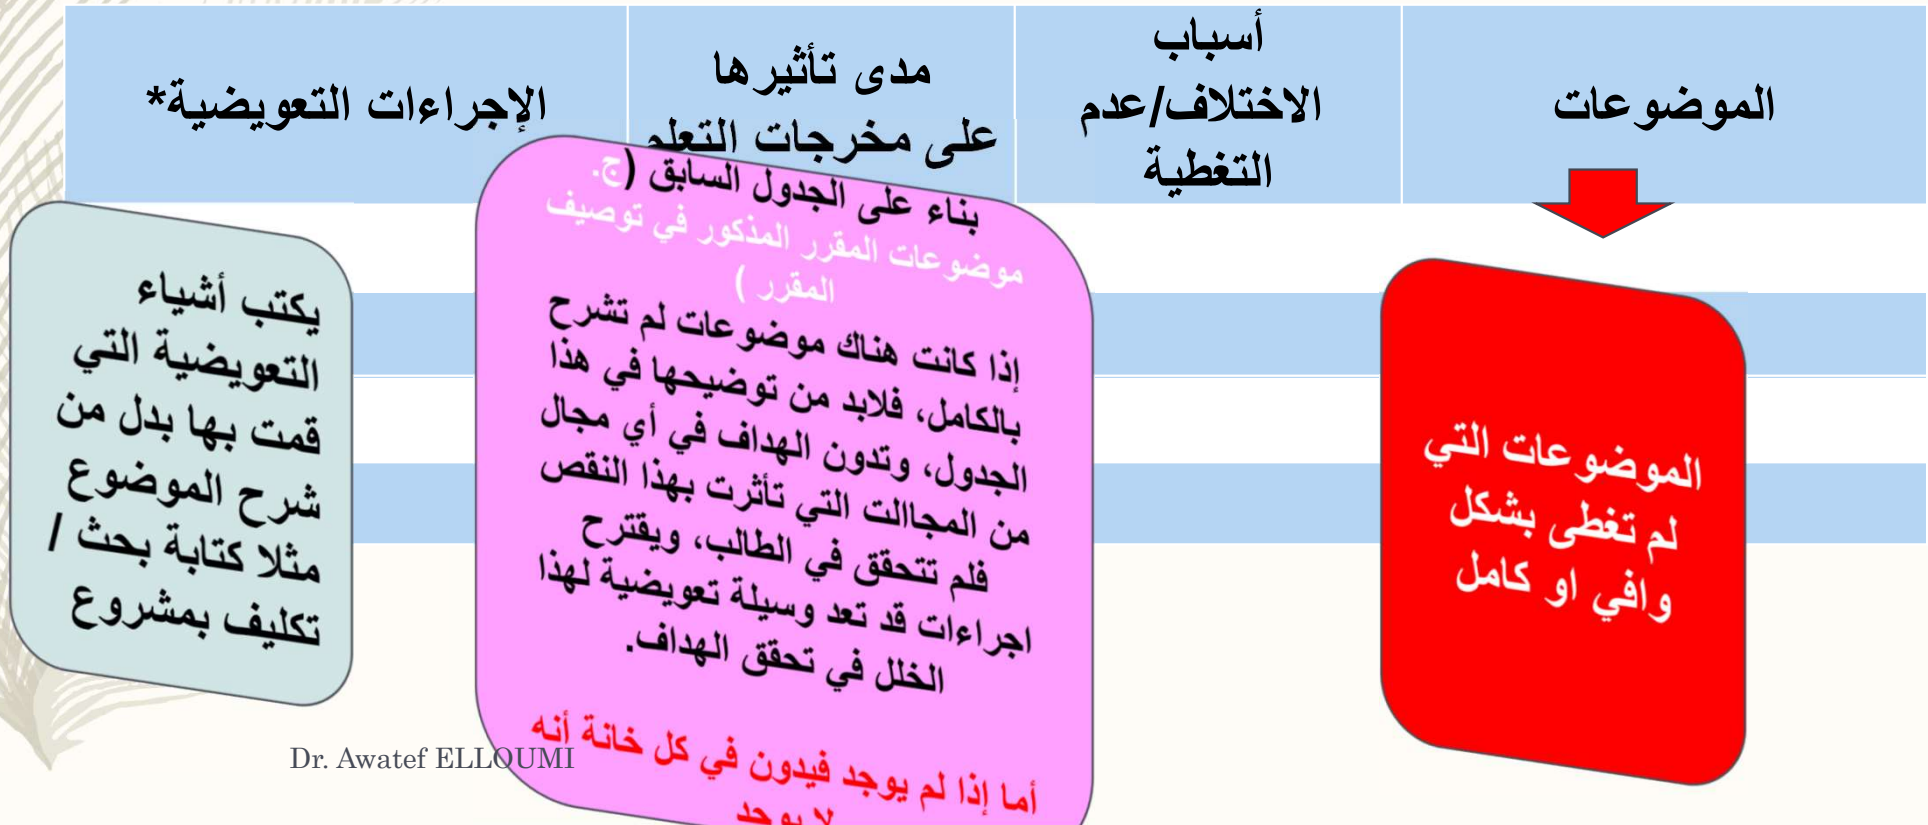 الموضوعات
أسباب
الاختلاف/عدم
التغطية
مدى تأثيرها
على مخرجات التعلم
الإجراءات التعويضية*
الموضوعات التي
لم تغطى بشكل
وافي او كامل
بناء على الجدول السابق (ج.
موضوعات المقرر المذكور في توصيف
المقرر )
إذا كانت هناك موضوعات لم تشرح
بالكامل، فلابد من توضيحها في هذا
الجدول، وتدون الهداف في أي مجال
من المجاالت التي تأثرت بهذا النقص
فلم تتحقق في الطالب، ويقترح
اجراءات قد تعد وسيلة تعويضية لهذا
الخلل في تحقق الهداف.
أما إذا لم يوجد فيدون في كل خانة أنه
لا يوجد
يكتب أشياء
التعويضية التي
قمت بها بدل من
شرح الموضوع
مثلا كتابة بحث /
تكليف بمشروع
Dr. Awatef ELLOUMI